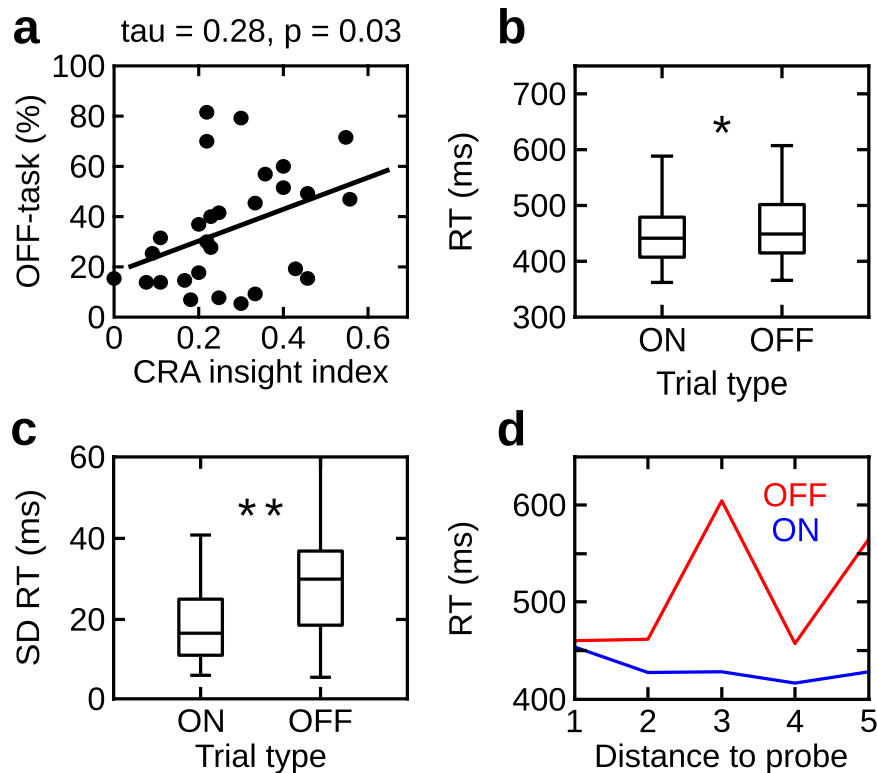 a
tau = 0.28, p = 0.03
OFF-task (%)
100
80
60
40
20
0
0 0.2 0.4 0.6
CRA insight index
b
RT (ms)
700
600
450
400
300
*
ON OFF
Trial type
c
SD RT (ms)
60
40
20
0
**
ON OFF
Trial type
d
RT (ms)
600
450
400
OFF
ON
1 2 3 4 5
Distance to probe